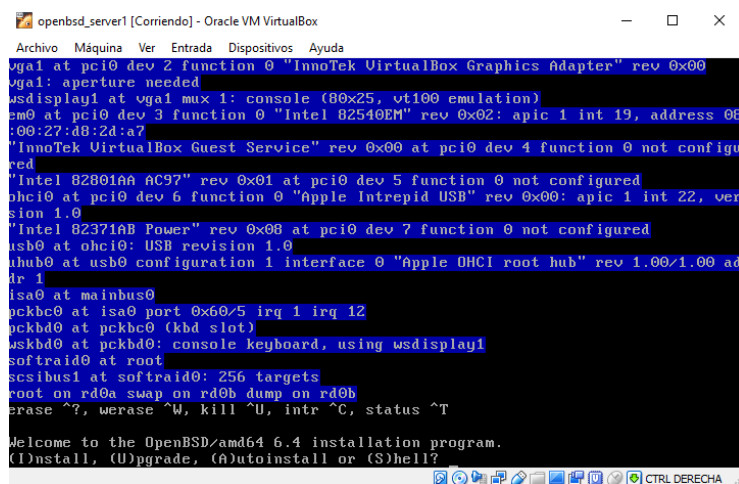 openbsd_server1 [Corriendo] - Oracle VM VirtualBox
Archivo Máquina Ver Entrada Dispositivos Ayuda
vga1 at pci0 dev 2 function 0 "InnoTek VirtualBox Graphics Adapter" rev 0x00
vga1: aperture needed
wsdisplay1 at vga1 mux 1: console (80x25, vt100 emulation)
em0 at pci0 dev 3 function 0 "Intel 82540EM" rev 0x02: apic 1 int 19, address 08
:00:27:d8:2d:a7
"InnoTek VirtualBox Guest Service" rev 0x00 at pci0 dev 4 function 0 not configu
red
"Intel 82801AA AC97" rev 0x01 at pci0 dev 5 function 0 not configured
ohci0 at pci0 dev 6 function 0 "Apple Intrepid USB" rev 0x00: apic 1 int 22, ver
sion 1.0
"Intel 82371AB Power" rev 0x08 at pci0 dev 7 function 0 not configured
usb0 at ohci0: USB revision 1.0
uhub0 at usb0 configuration 1 interface 0 "Apple OHCI root hub" rev 1.00/1.00 ad
dr 1
isa0 at mainbus0
pckbc0 at isa0 port 0x60/5 irq 1 irq 12
pckbd0 at pckbc0 (kbd slot)
wskbd0 at pckbd0: console keyboard, using wsdisplay1
softraid0 at root
scsibus1 at softraid0: 256 targets
root on rd0a swap on rd0b dump on rd0b
erase ^?, werase ^W, kill ^U, intr ^C, status ^T
Welcome to the OpenBSD/amd64 6.4 installation program.
(I)nstall, (U)pgrade, (A)utoinstall or (S)hell? _
CTRL DERECHA